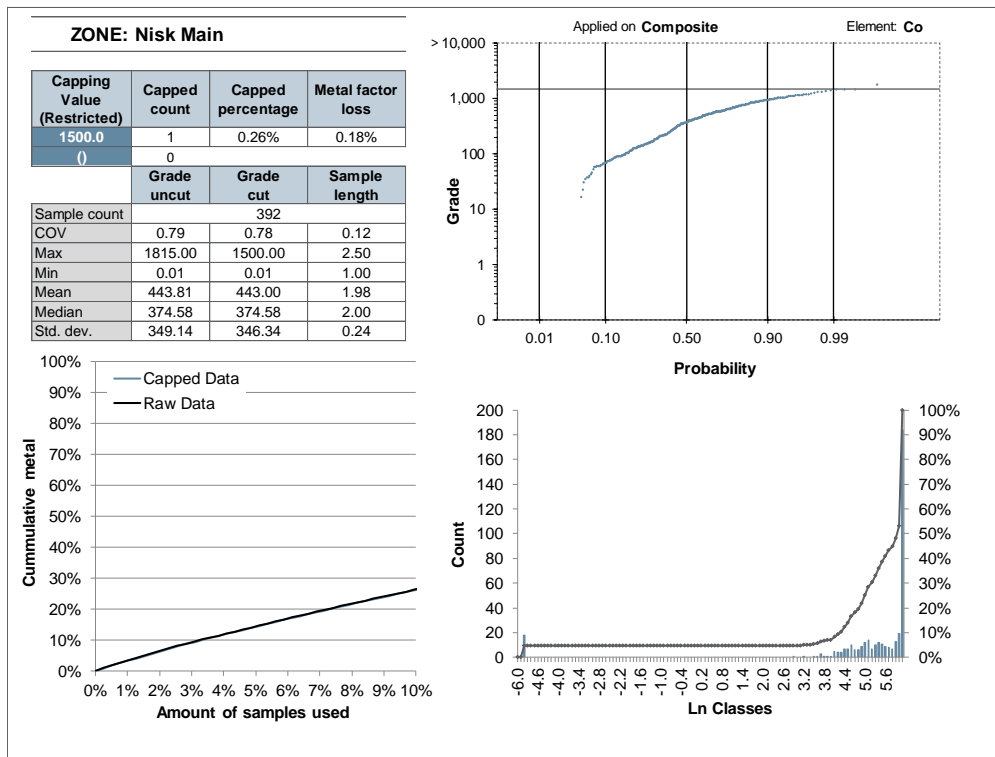 ZONE: Nisk Main
Capping Value (Restricted) Capped count Capped percentage Metal factor loss
1500.0 1 0.26% 0.18%
() 0
Grade uncut Grade cut Sample length
Sample count 392
COV 0.79 0.78 0.12
Max 1815.00 1500.00 2.50
Min 0.01 0.01 1.00
Mean 443.81 443.00 1.98
Median 374.58 374.58 2.00
Std. dev. 349.14 346.34 0.24
Applied on Composite Element: Co
> 10,000
1,000
100
10
1
0
Grade
0.01 0.10 0.50 0.90 0.99
Probability
100%
90%
80%
70%
60%
50%
40%
30%
20%
10%
0%
Cummulative metal
Capped Data
Raw Data
0% 1% 2% 3% 4% 5% 6% 7% 8% 9% 10%
Amount of samples used
200
180
160
140
120
100
80
60
40
20
0
Count
100%
90%
80%
70%
60%
50%
40%
30%
20%
10%
0%
-6.0 -4.6 -4.0 -3.4 -2.8 -2.2 -1.6 -1.0 -0.4 0.2 0.8 1.4 2.0 2.6 3.2 3.8 4.4 5.0 5.6
Ln Classes